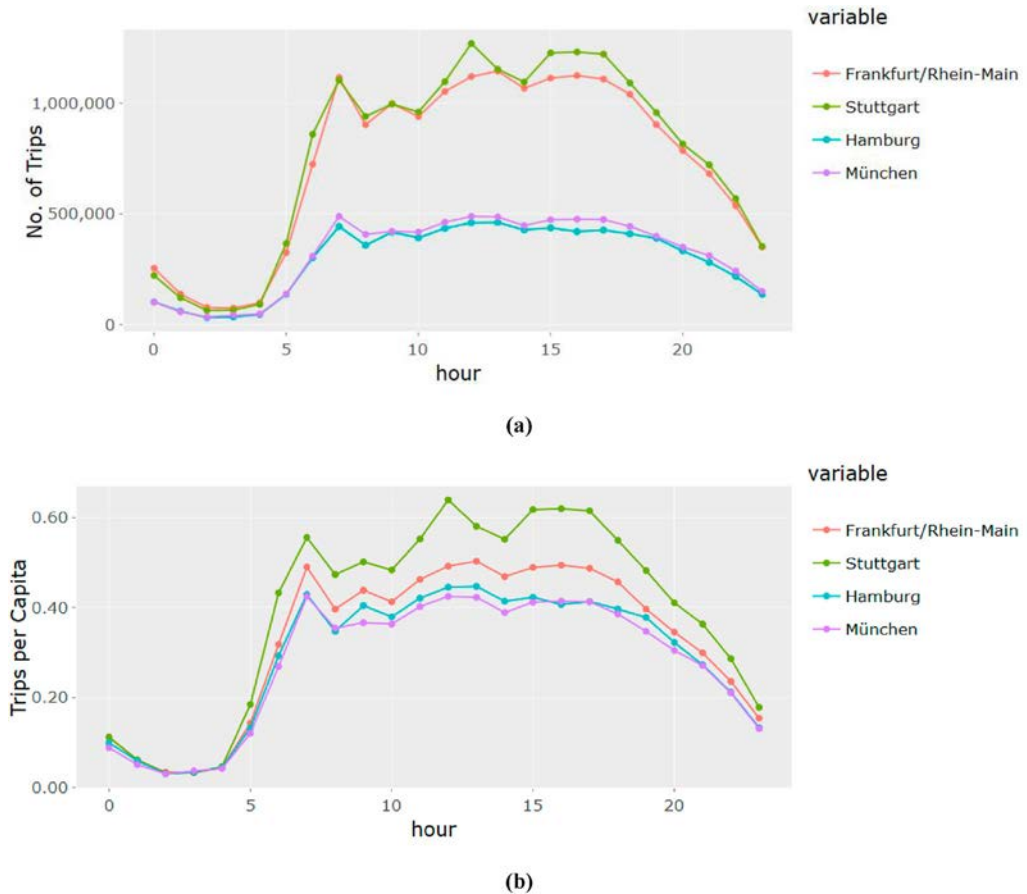 variable
Frankfurt/Rhein-Main
Stuttgart
Hamburg
München
No. of Trips
1,000,000
500,000
0
0 5 10 15 20
hour
(a)
variable
Frankfurt/Rhein-Main
Stuttgart
Hamburg
München
Trips per Capita
0.60
0.40
0.20
0.00
0 5 10 15 20
hour
(b)